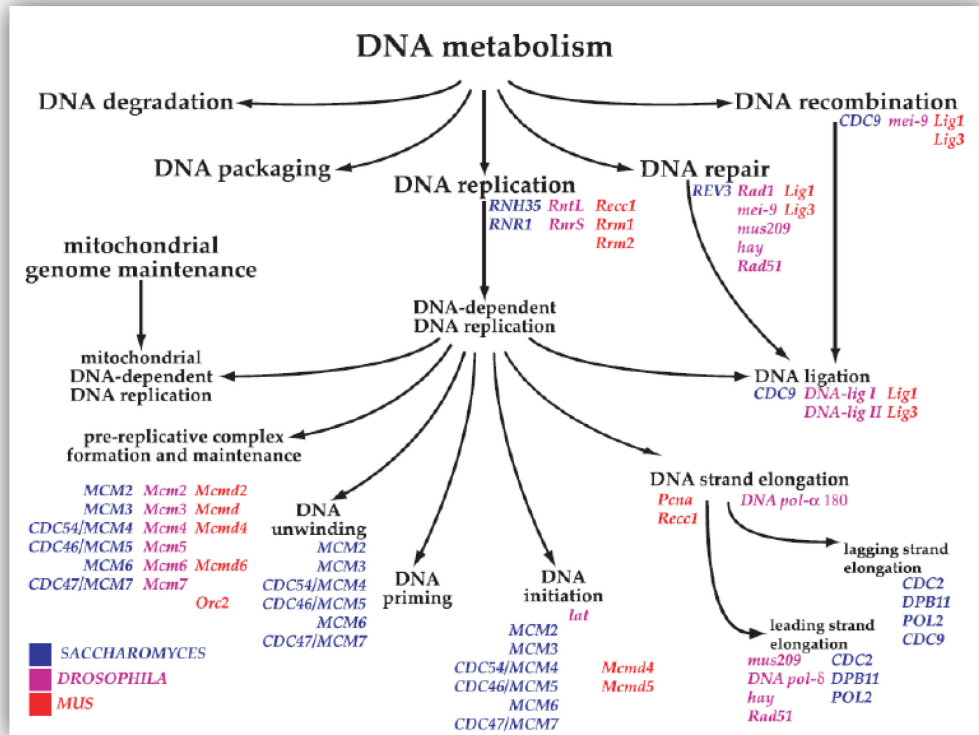 DNA metabolism
DNA degradation
DNA recombination
CDC9 mei-9 Lig1
Lig3
DNA packaging
DNA replication
RNH35 RntL Recc1
RNR1 RnrS Rrm1
Rrm2
DNA repair
REV3 Rad1 Lig1
mei-9 Lig3
mus209
hay
Rad51
mitochondrial
genome maintenance
DNA-dependent
DNA replication
mitochondrial
DNA-dependent
DNA replication
DNA ligation
CDC9 DNA-lig I Lig1
DNA-lig II Lig3
pre-replicative complex
formation and maintenance
MCM2 Mcm2 Mcmd2
MCM3 Mcm3 Mcmd
CDC54/MCM4 Mcm4 Mcmd4
CDC46/MCM5 Mcm5
MCM6 Mcm6 Mcmd6
CDC47/MCM7 Mcm7
Orc2
DNA
unwinding
MCM2
MCM3
CDC54/MCM4
CDC46/MCM5
MCM6
CDC47/MCM7
DNA
priming
DNA
initiation
lat
MCM2
MCM3
CDC54/MCM4 Mcmd4
CDC46/MCM5 Mcmd5
MCM6
CDC47/MCM7
DNA strand elongation
Pcna DNA pol-α 180
Recc1
lagging strand
elongation
CDC2
DPB11
POL2
CDC9
leading strand
elongation
mus209 CDC2
DNA pol-δ DPB11
hay POL2
Rad51
SACCHAROMYCES
DROSOPHILA
MUS